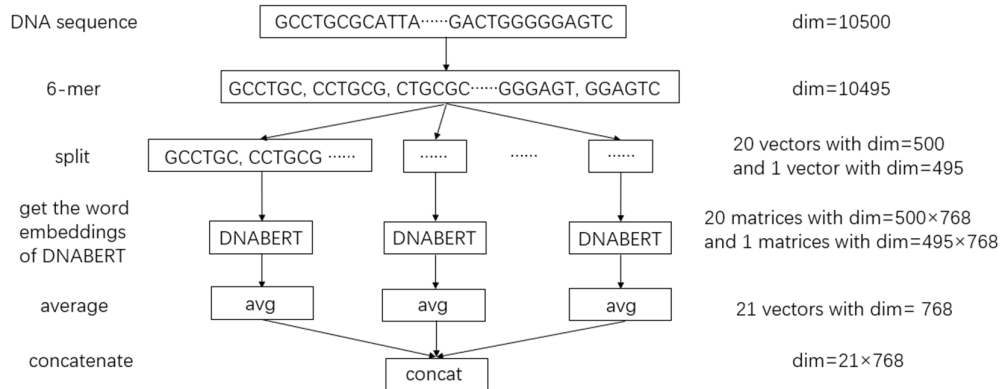 DNA sequence
GCCTGCGCATTA······GACTGGGGGAGTC
dim=10500
6-mer
GCCTGC, CCTGCG, CTGCGC······GGGAGT, GGAGTC
dim=10495
split
GCCTGC, CCTGCG ······
······
······
······
20 vectors with dim=500
and 1 vector with dim=495
get the word
embeddings
of DNABERT
DNABERT
DNABERT
DNABERT
20 matrices with dim=500×768
and 1 matrices with dim=495×768
average
avg
avg
avg
21 vectors with dim= 768
concatenate
concat
dim=21×768